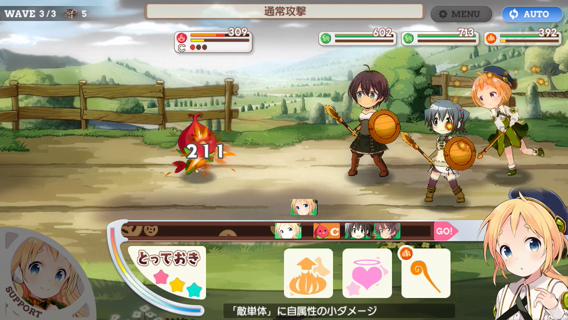 WAVE 3/3 5
通常攻撃
MENU
AUTO
309
C
602
713
392
211
C
GO!
とっておき
SUPPORT
「敵単体」に自属性の小ダメージ